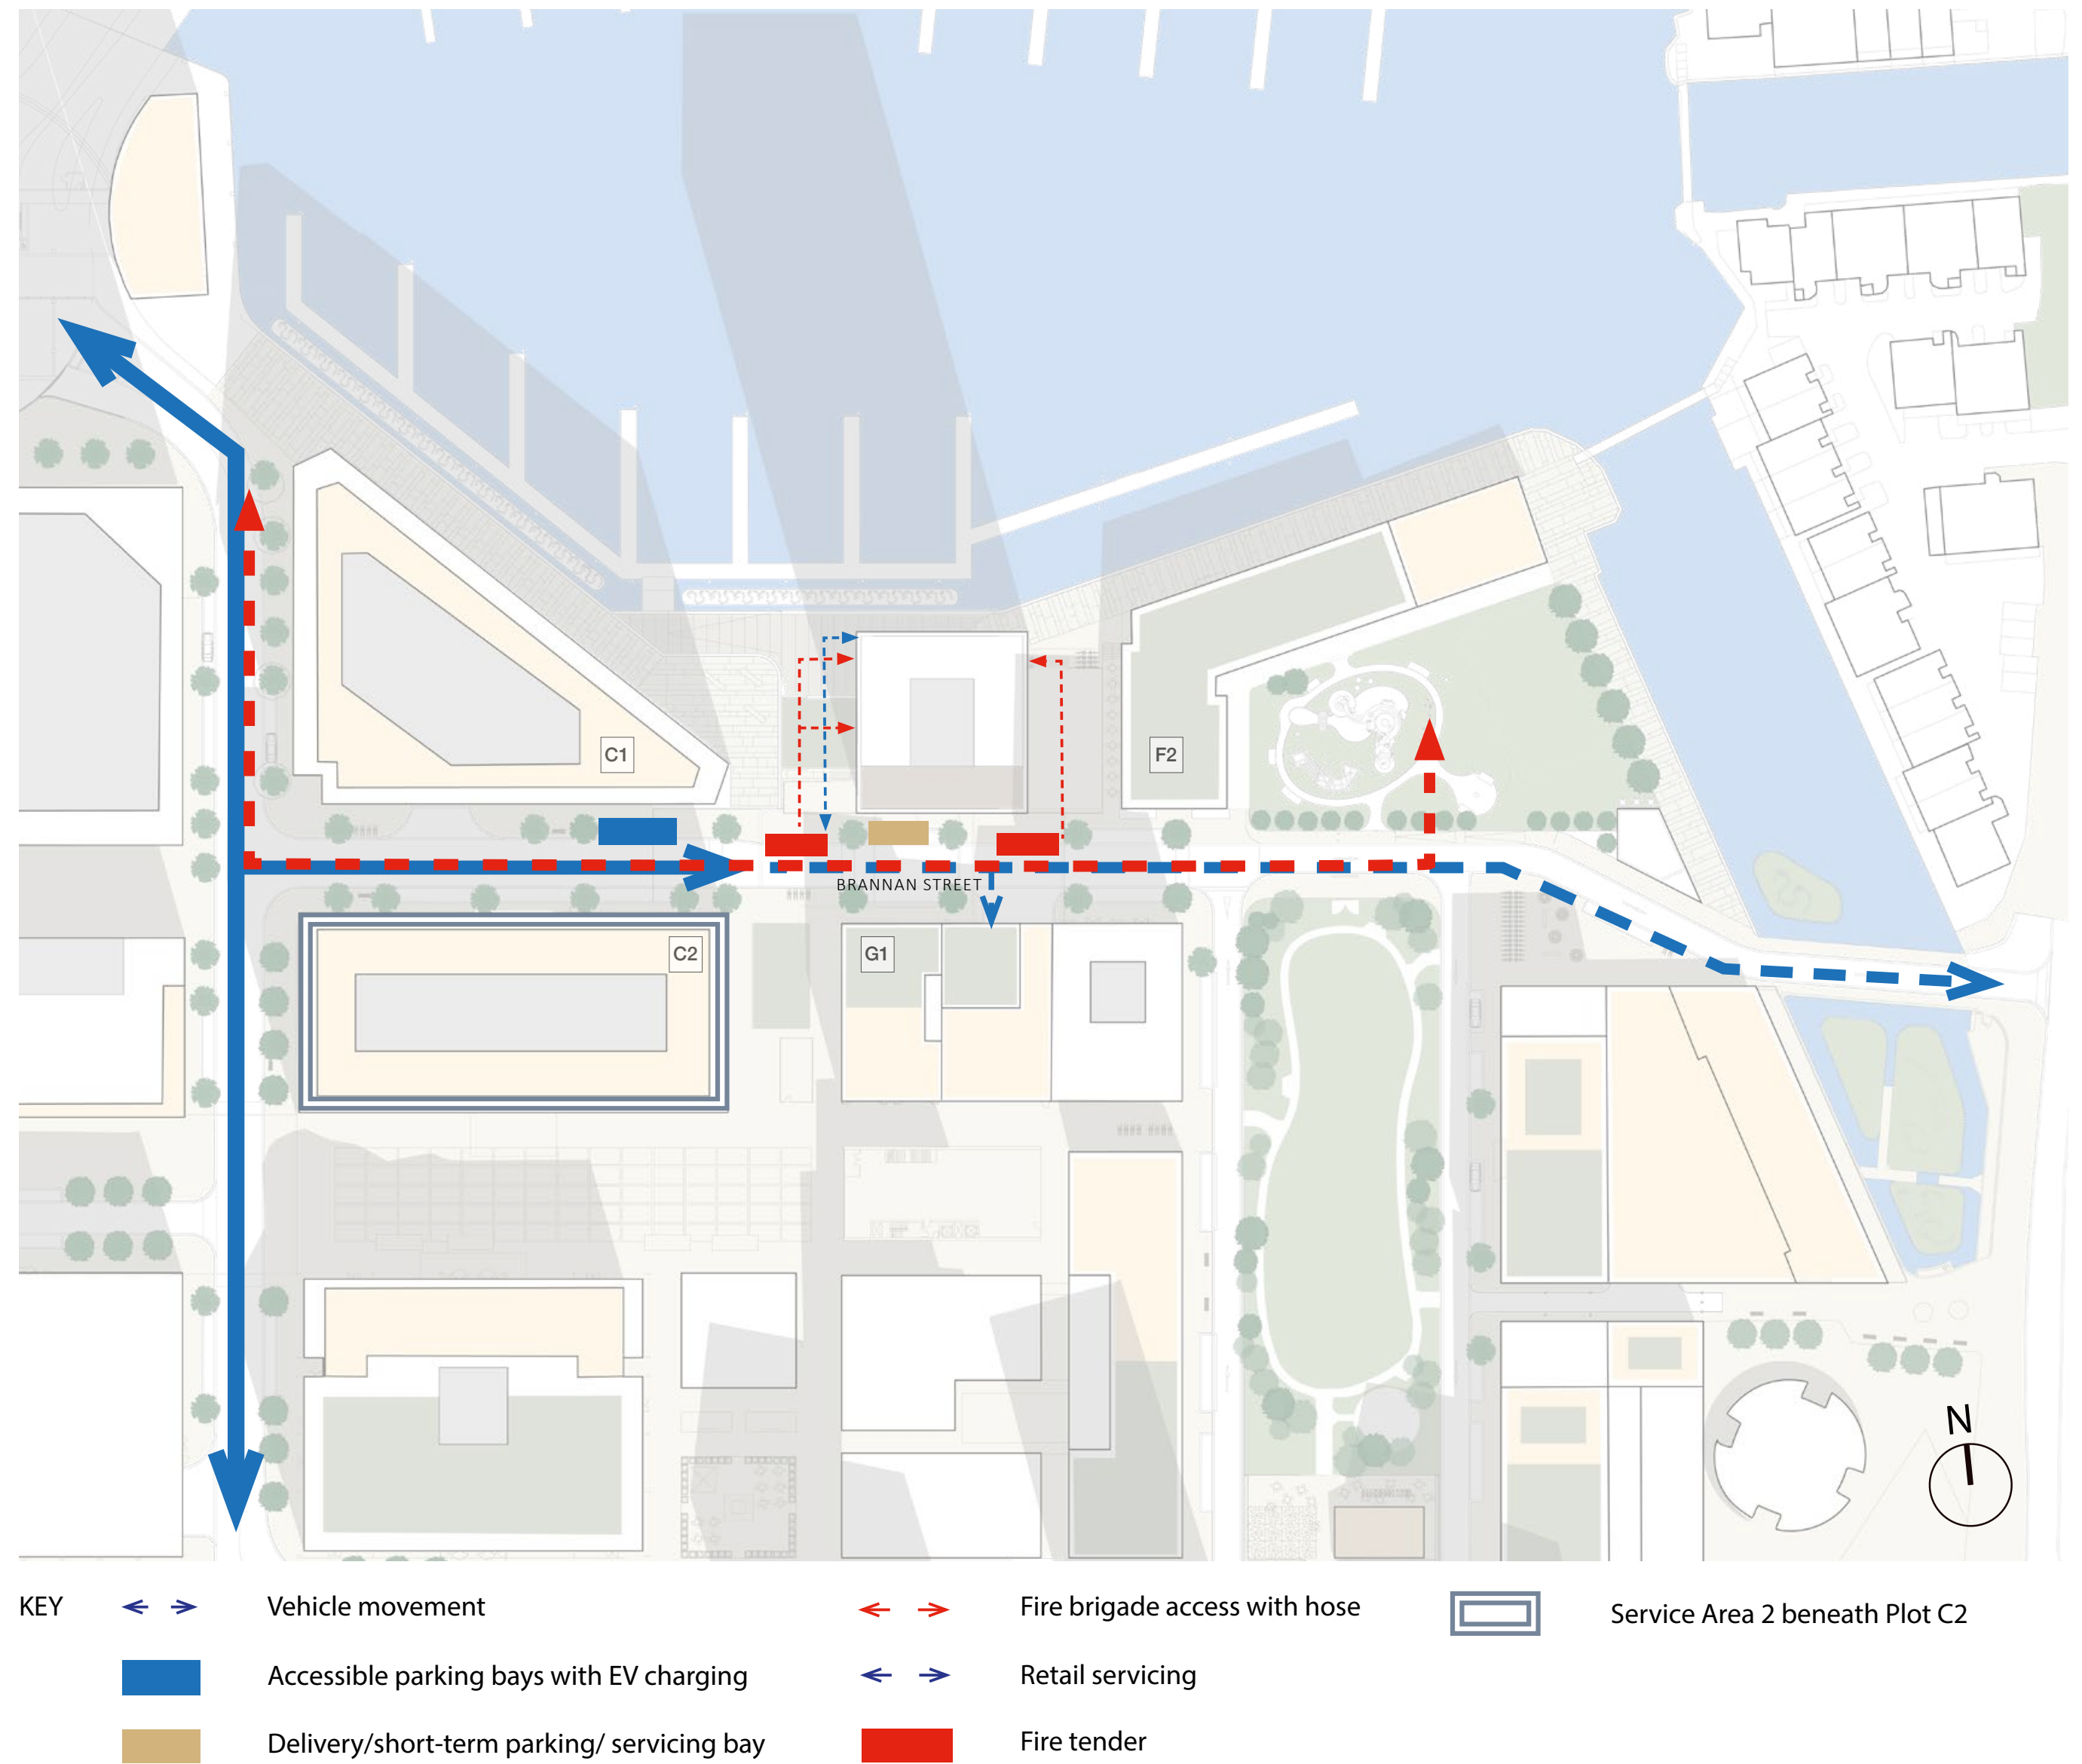 C1
F2
BRANNAN STREET
C2
G1
N
KEY
Vehicle movement
Fire brigade access with hose
Service Area 2 beneath Plot C2
Accessible parking bays with EV charging
Retail servicing
Delivery/short-term parking/ servicing bay
Fire tender